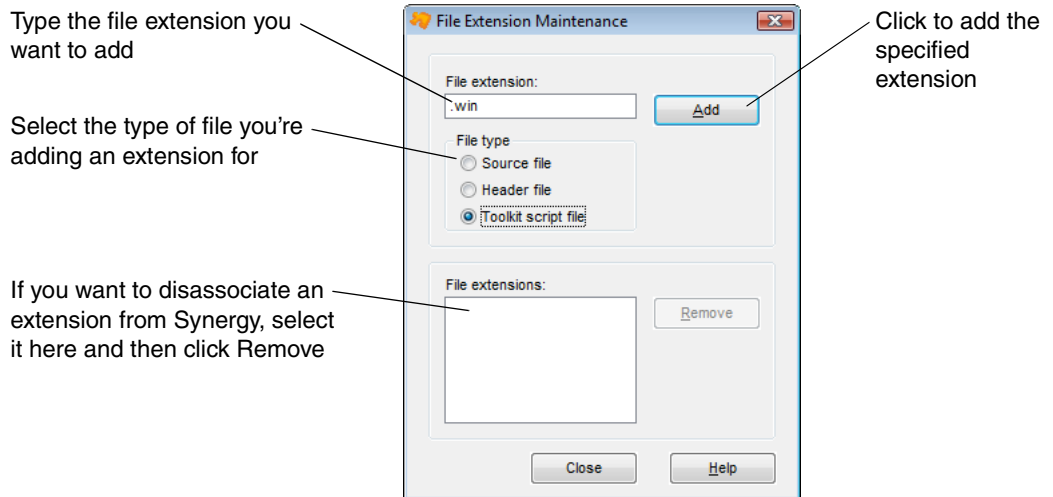 Type the file extension you
want to add
Select the type of file you're
adding an extension for
If you want to disassociate an
extension from Synergy, select
it here and then click Remove
File Extension Maintenance
File extension:
.win
Add
File type
Source file
Header file
Toolkit script file
File extensions:
Remove
Close
Help
Click to add the
specified
extension